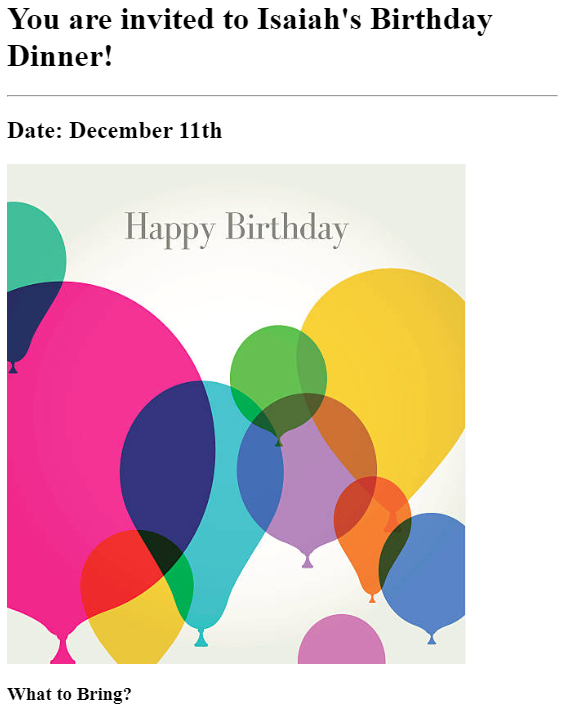 You are invited to Isaiah's Birthday
Dinner!
Date: December 11th
Happy Birthday
What to Bring?